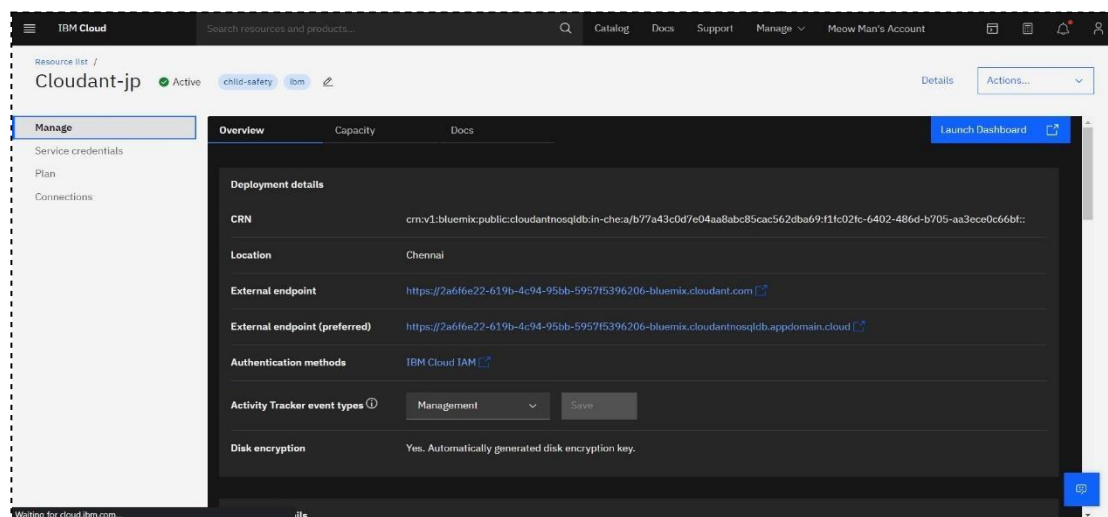 IBM Cloud
Search resources and products...
Catalog
Docs
Support
Manage
Meow Man's Account
Resource list /
Cloudant-jp
Active
child-safety
ibm
Details
Actions...
Manage
Service credentials
Plan
Connections
Overview
Capacity
Docs
Launch Dashboard
Deployment details
CRN
crn:v1:bluemix:public:cloudantnosqldb:in-che:a/b77a43c0d7e04aa8abc85cac562dba69:f1fc02fc-6402-486d-b705-aa3ece0c66bf::
Location
Chennai
External endpoint
https://2a6f6e22-619b-4c94-95bb-5957f5396206-bluemix.cloudant.com
External endpoint (preferred)
https://2a6f6e22-619b-4c94-95bb-5957f5396206-bluemix.cloudantnosqldb.appdomain.cloud
Authentication methods
IBM Cloud IAM
Activity Tracker event types
Management
Save
Disk encryption
Yes. Automatically generated disk encryption key.
Waiting for cloud.ibm.com...
ils